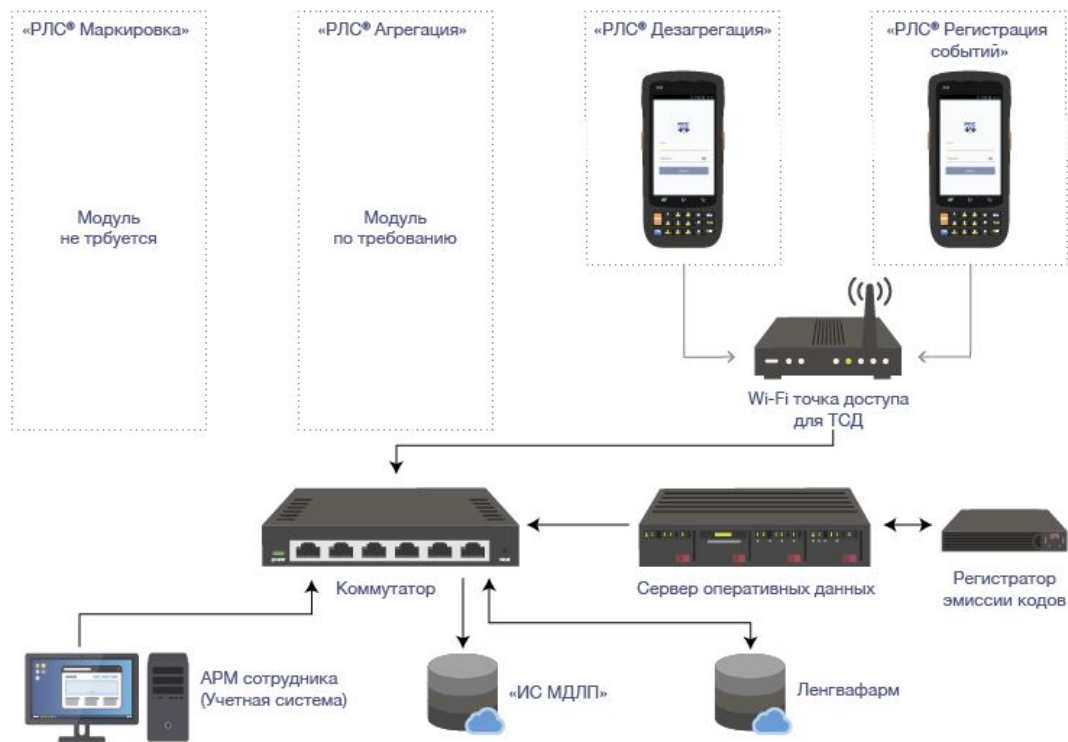 «РЛС® Маркировка»
«РЛС® Агрегация»
«РЛС® Дезагрегация»
«РЛС® Регистрация
событий»
Модуль
не трбуется
Модуль
по требованию
Wi-Fi точка доступа
для ТСД
Коммутатор
Сервер оперативных данных
Регистратор
эмиссии кодов
АРМ сотрудника
(Учетная система)
«ИС МДЛП»
Ленгвафарм